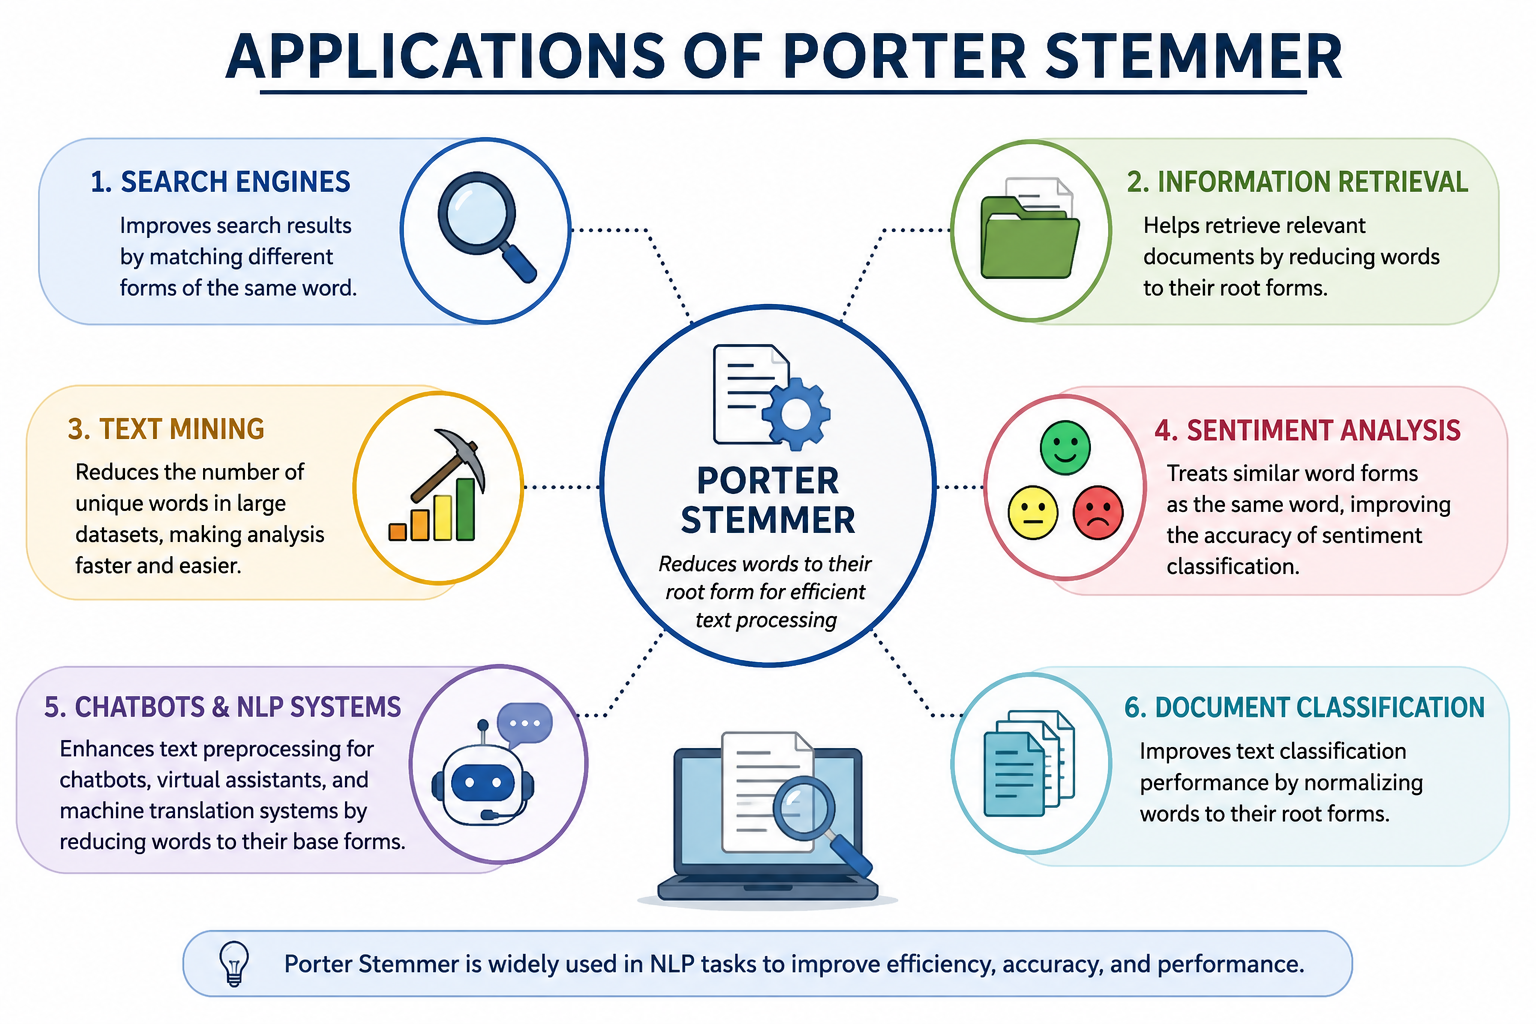 APPLICATIONS OF PORTER STEMMER
1. SEARCH ENGINES
Improves search results
by matching different
forms of the same word.
2. INFORMATION RETRIEVAL
Helps retrieve relevant
documents by reducing words
to their root forms.
3. TEXT MINING
Reduces the number of
unique words in large
datasets, making analysis
faster and easier.
PORTER
STEMMER
Reduces words to their
root form for efficient
text processing
4. SENTIMENT ANALYSIS
Treats similar word forms
as the same word, improving
the accuracy of sentiment
classification.
5. CHATBOTS & NLP SYSTEMS
Enhances text preprocessing for
chatbots, virtual assistants, and
machine translation systems by
reducing words to their base forms.
6. DOCUMENT CLASSIFICATION
Improves text classification
performance by normalizing
words to their root forms.
Porter Stemmer is widely used in NLP tasks to improve efficiency, accuracy, and performance.